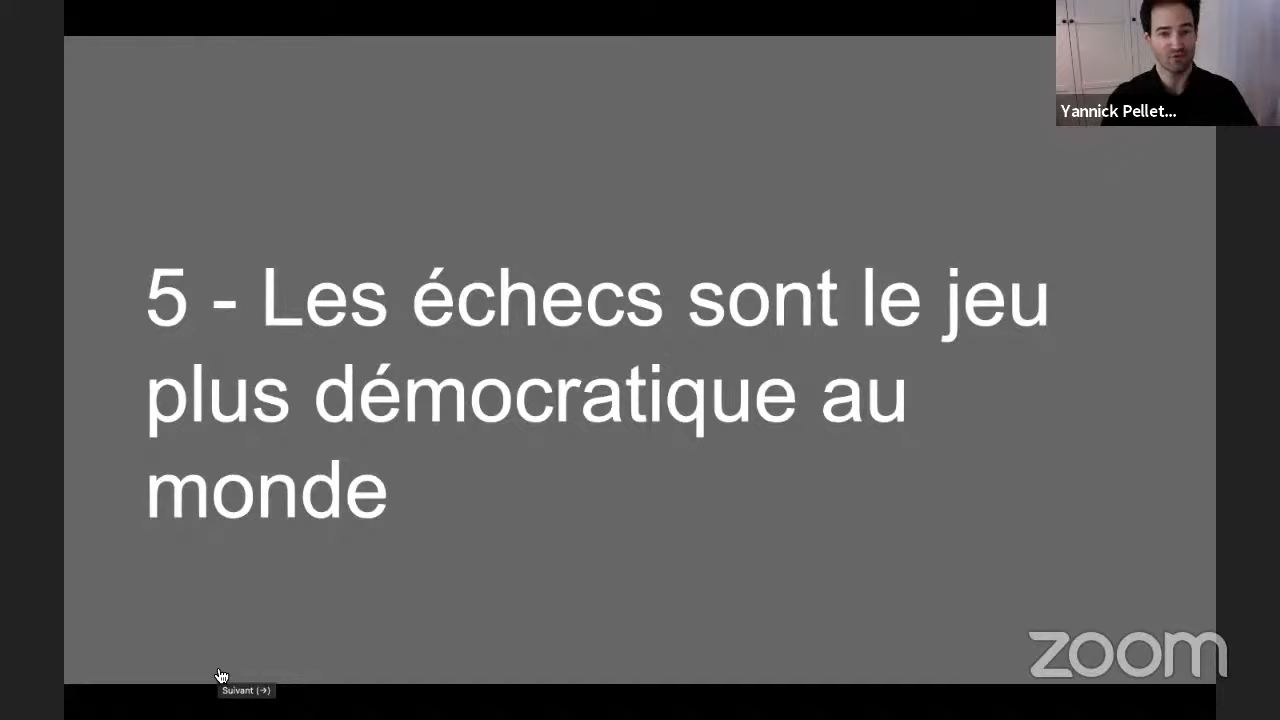 Yannick Pellet...
5 - Les échecs sont le jeu
plus démocratique au
monde
zoom
Suivant (→)